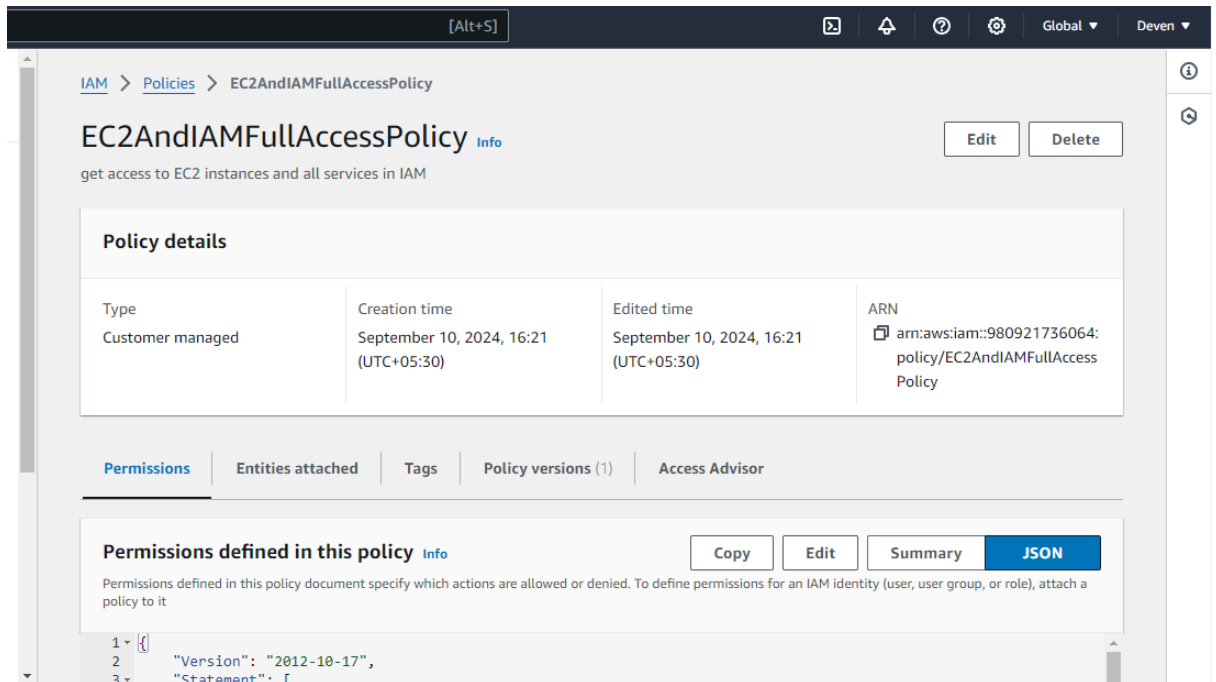 [Alt+S]
Global ▼
Deven ▼
IAM > Policies > EC2AndIAMFullAccessPolicy
EC2AndIAMFullAccessPolicy Info
Edit
Delete
get access to EC2 instances and all services in IAM
Policy details
Type
Customer managed
Creation time
September 10, 2024, 16:21
(UTC+05:30)
Edited time
September 10, 2024, 16:21
(UTC+05:30)
ARN
arn:aws:iam::980921736064:
policy/EC2AndIAMFullAccess
Policy
Permissions
Entities attached
Tags
Policy versions (1)
Access Advisor
Permissions defined in this policy Info
Copy
Edit
Summary
JSON
Permissions defined in this policy document specify which actions are allowed or denied. To define permissions for an IAM identity (user, user group, or role), attach a
policy to it
1 {
2 "Version": "2012-10-17",
3 "Statement": [